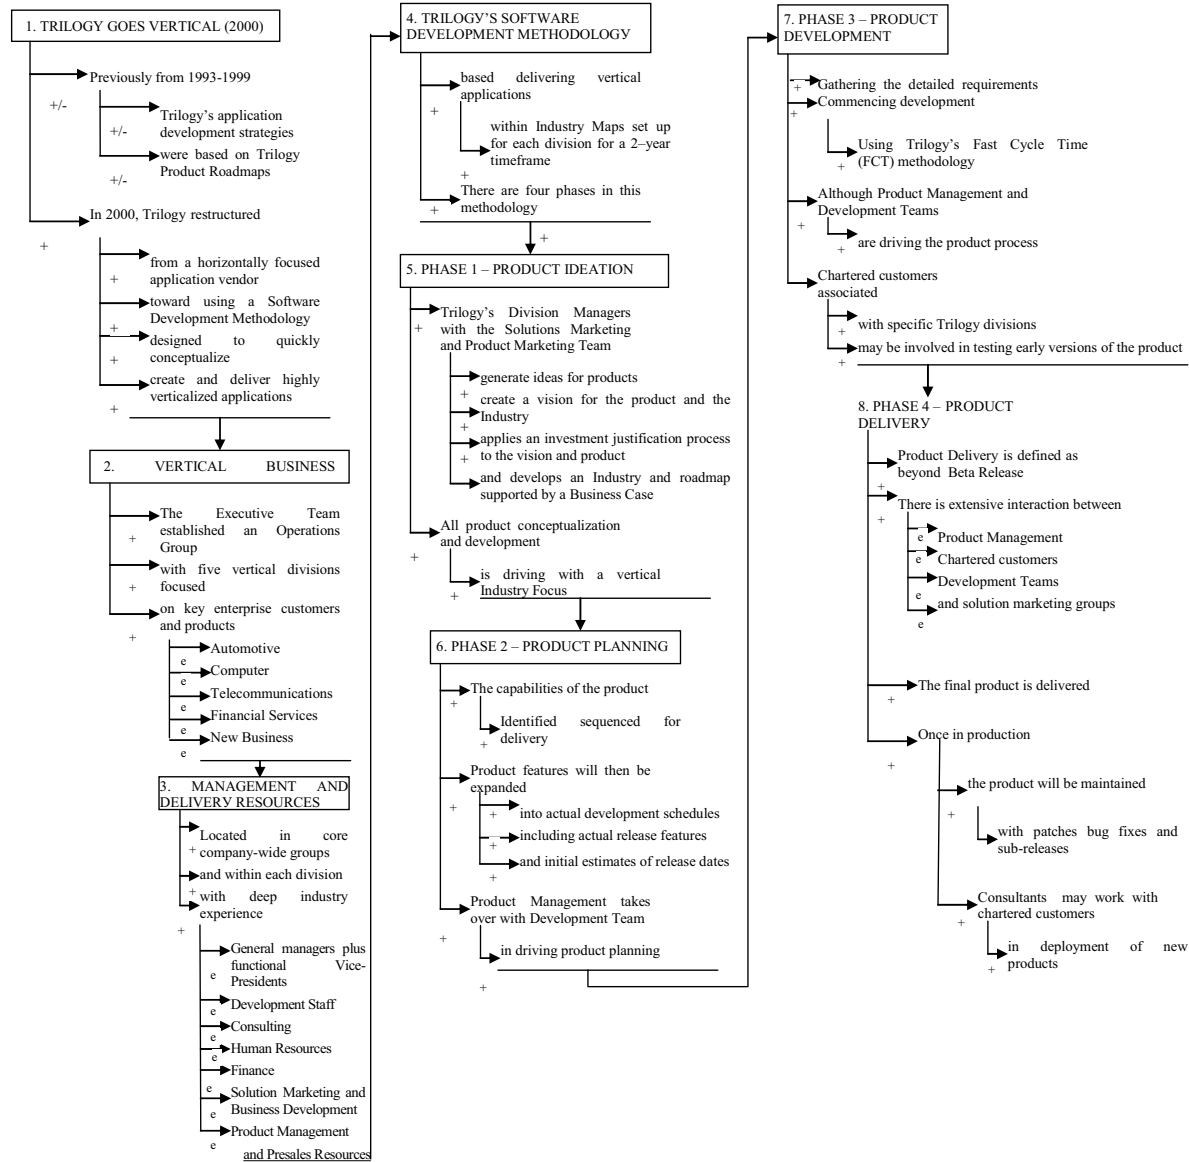 1. TRILOGY GOES VERTICAL (2000)
Previously from 1993-1999
+/-
Trilogy's application
development strategies
+/-
were based on Trilogy
Product Roadmaps
+/-
In 2000, Trilogy restructured
+
from a horizontally focused
application vendor
+
toward using a Software
Development Methodology
+
designed to quickly
conceptualize
+
create and deliver highly
verticalized applications
+
2. VERTICAL BUSINESS
The Executive Team
established an Operations
Group
+
with five vertical divisions
focused
+
on key enterprise customers
and products
+
Automotive
e
Computer
e
Telecommunications
e
Financial Services
e
New Business
e
3. MANAGEMENT AND
DELIVERY RESOURCES
Located in core
company-wide groups
+
and within each division
+
with deep industry
experience
+
General managers plus
functional Vice-
Presidents
e
Development Staff
e
Consulting
e
Human Resources
e
Finance
e
Solution Marketing and
Business Development
e
Product Management
and Presales Resources
e
4. TRILOGY'S SOFTWARE
DEVELOPMENT METHODOLOGY
based delivering vertical
applications
+
within Industry Maps set up
for each division for a 2–year
timeframe
+
There are four phases in this
methodology
+
+
5. PHASE 1 – PRODUCT IDEATION
Trilogy's Division Managers
with the Solutions Marketing
and Product Marketing Team
+
generate ideas for products
+
create a vision for the product and the
Industry
+
applies an investment justification process
to the vision and product
+
and develops an Industry and roadmap
supported by a Business Case
All product conceptualization
and development
+
is driving with a vertical
Industry Focus
+
6. PHASE 2 – PRODUCT PLANNING
The capabilities of the product
+
Identified sequenced for
delivery
+
Product features will then be
expanded
+
into actual development schedules
+
including actual release features
+
and initial estimates of release dates
+
Product Management takes
over with Development Team
+
in driving product planning
+
7. PHASE 3 – PRODUCT
DEVELOPMENT
Gathering the detailed requirements
+
Commencing development
+
Using Trilogy's Fast Cycle Time
(FCT) methodology
+
Although Product Management and
Development Teams
+
are driving the product process
+
Chartered customers
associated
+
with specific Trilogy divisions
+
may be involved in testing early versions of the product
+
8. PHASE 4 – PRODUCT
DELIVERY
Product Delivery is defined as
beyond Beta Release
+
There is extensive interaction between
+
Product Management
e
Chartered customers
e
Development Teams
e
and solution marketing groups
e
The final product is delivered
+
Once in production
+
the product will be maintained
+
with patches bug fixes and
sub-releases
+
Consultants may work with
chartered customers
+
in deployment of new
products
+